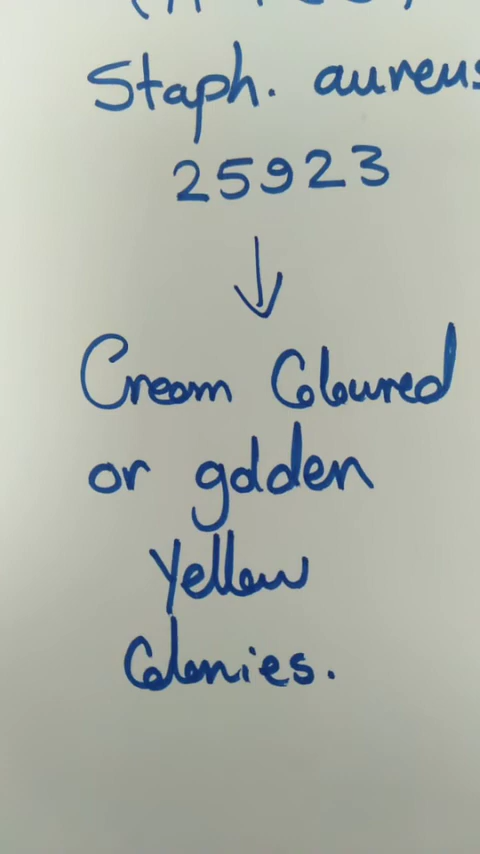 Staph. aureus
25923
↓
Cream Coloured
or golden
Yellow
Colonies.